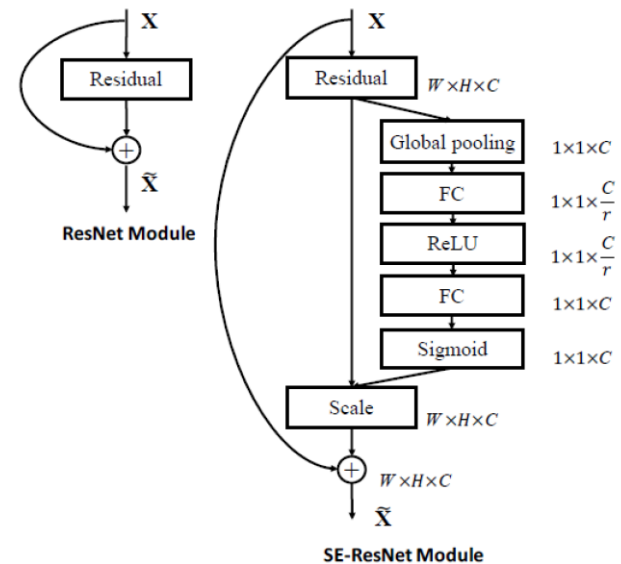 X
Residual
+
X̃
ResNet Module
X
Residual
W×H×C
Global pooling
1×1×C
FC
1×1×C/r
ReLU
1×1×C/r
FC
1×1×C
Sigmoid
1×1×C
Scale
W×H×C
+
W×H×C
X̃
SE-ResNet Module